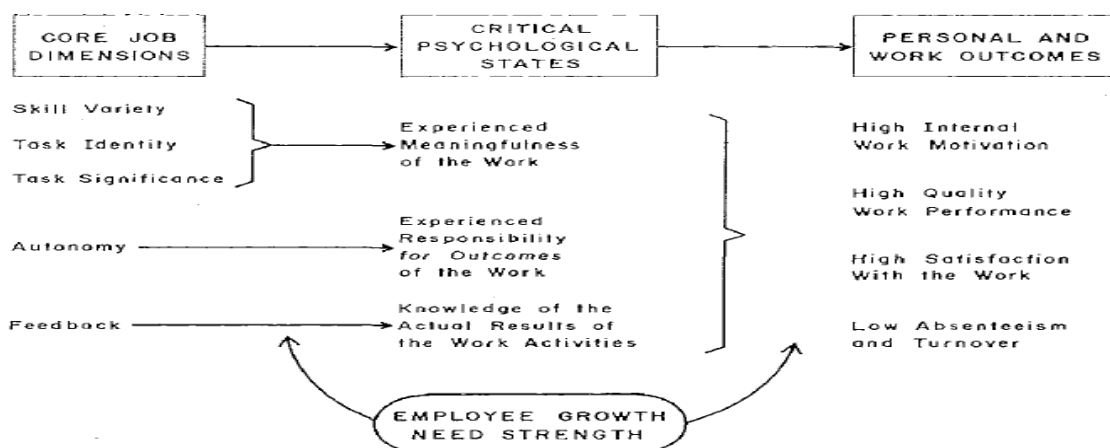 CORE JOB
DIMENSIONS
CRITICAL
PSYCHOLOGICAL
STATES
PERSONAL AND
WORK OUTCOMES
Skill Variety
Task Identity
Task Significance
Experienced
Meaningfulness
of the Work
High Internal
Work Motivation
High Quality
Work Performance
Autonomy
Experienced
Responsibility
for Outcomes
of the Work
High Satisfaction
With the Work
Feedback
Knowledge of the
Actual Results of
the Work Activities
Low Absenteeism
and Turnover
EMPLOYEE GROWTH
NEED STRENGTH